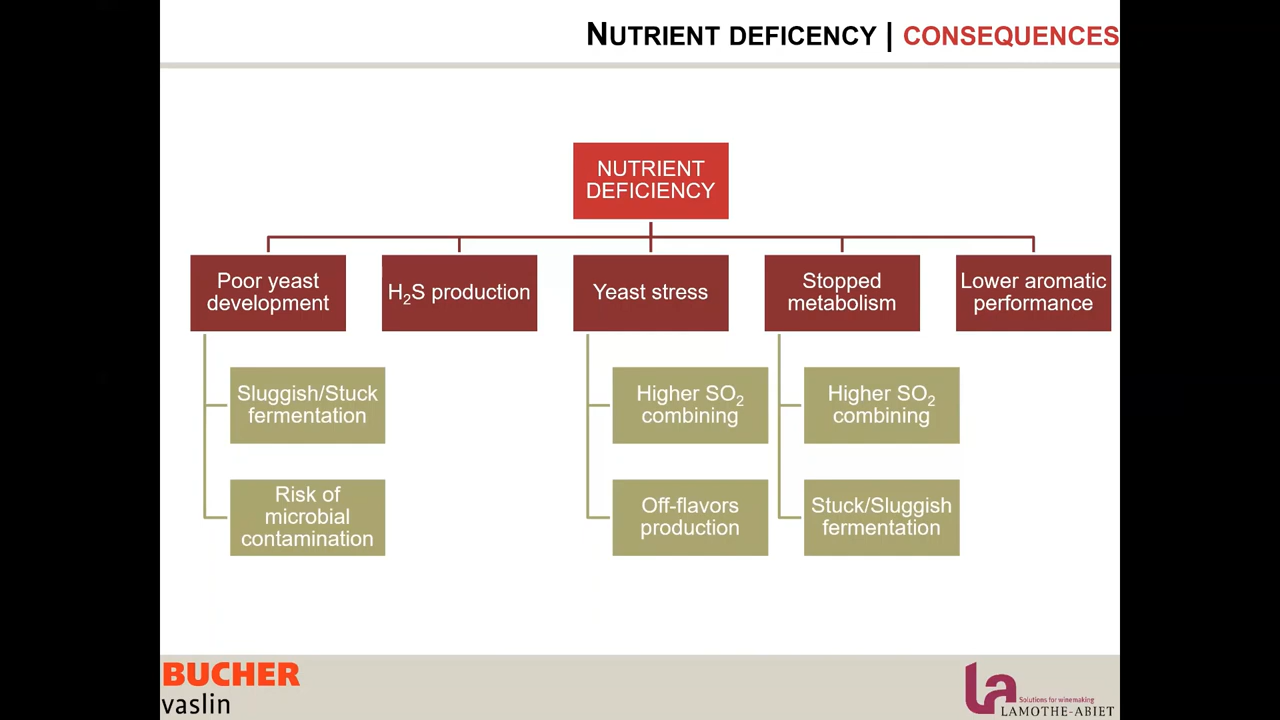 NUTRIENT DEFICENCY | CONSEQUENCES
NUTRIENT
DEFICIENCY
Poor yeast
development
H₂S production
Yeast stress
Stopped
metabolism
Lower aromatic
performance
Sluggish/Stuck
fermentation
Higher SO₂
combining
Higher SO₂
combining
Risk of
microbial
contamination
Off-flavors
production
Stuck/Sluggish
fermentation
BUCHER
vaslin
La
Solutions for winemaking
LAMOTHE-ABIET